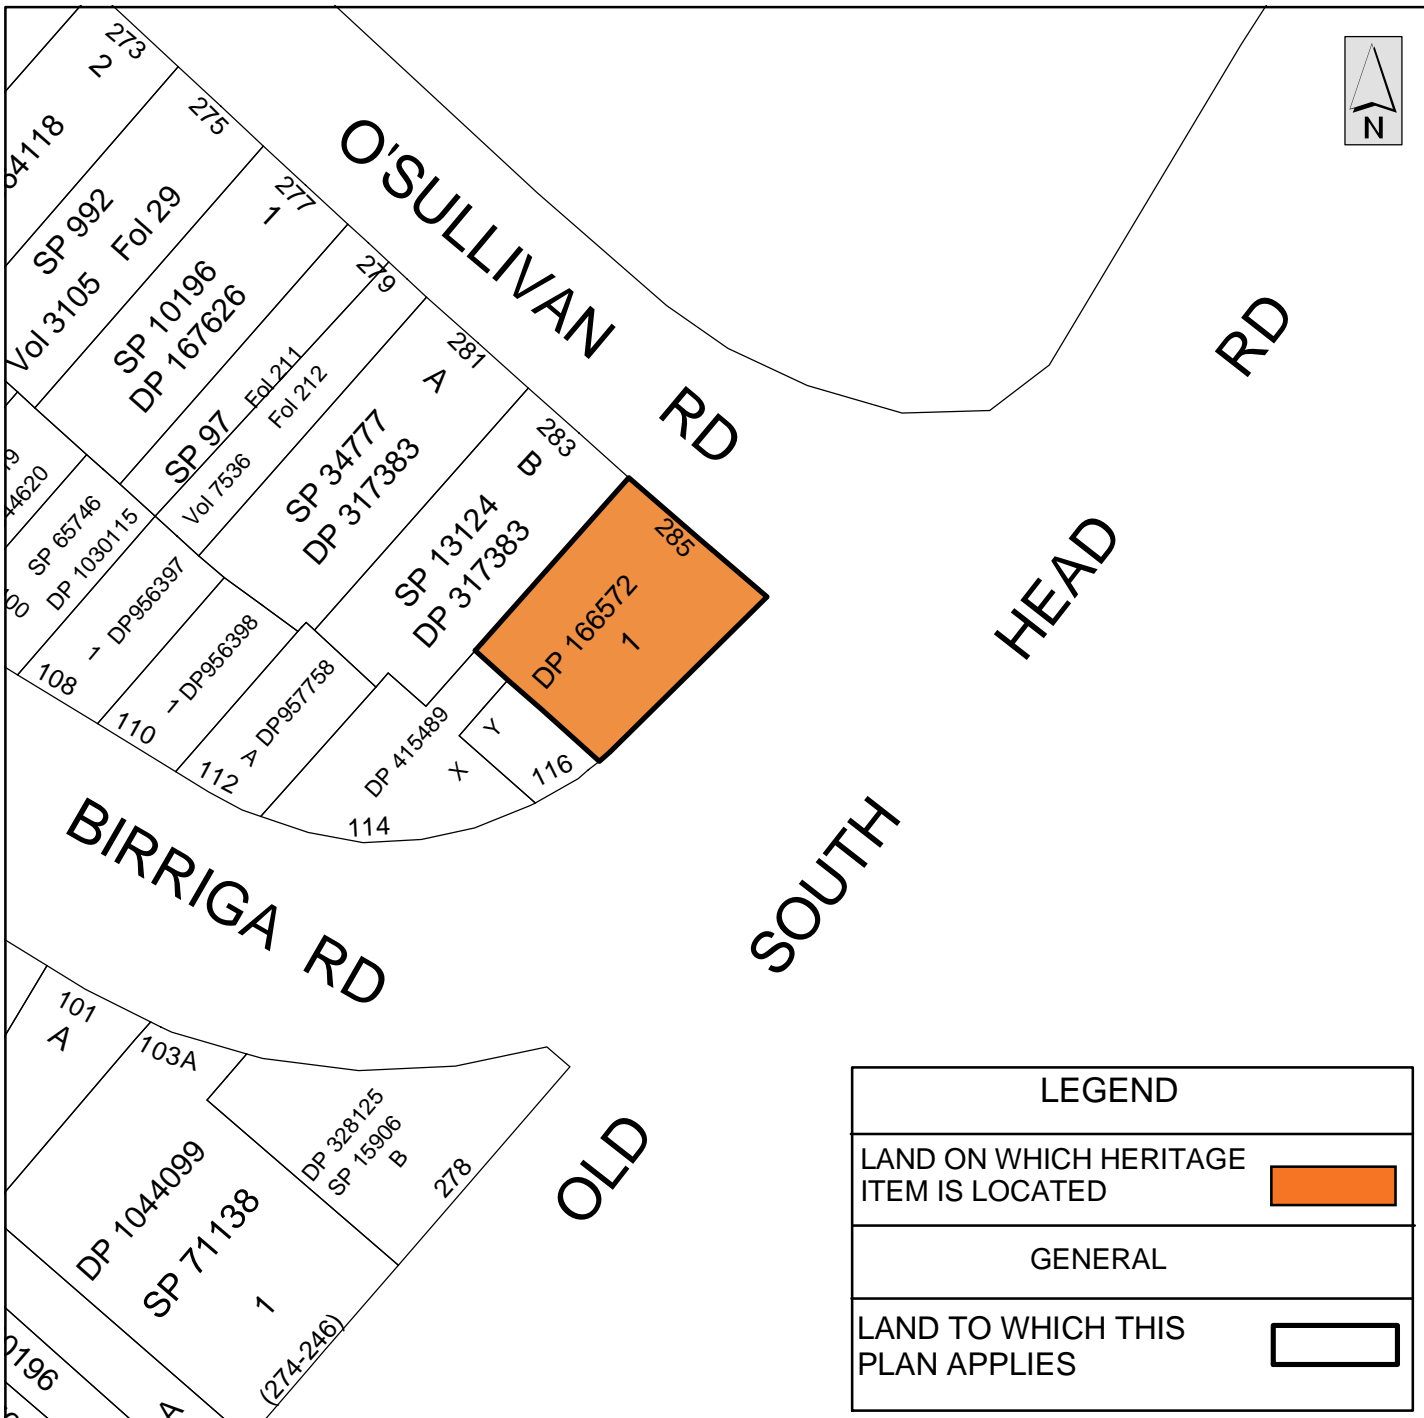 273
2
275
SP 992
Vol 3105 Fol 29
277
1
SP 10196
DP 167626
279
SP 97
Fol 211
Vol 7536
Fol 212
281
A
SP 34777
DP 317383
283
B
SP 13124
DP 317383
285
DP 166572
1
O'SULLIVAN RD
N
44620
SP 65746
DP 1030115
108
1 DP956397
110
1 DP956398
112
A DP957758
114
DP 415489
X
Y
116
BIRRIGA RD
OLD SOUTH HEAD RD
101
A
103A
DP 1044099
SP 71138
1
(274-246)
DP 328125
SP 15906
B
278
0196
A
LEGEND
LAND ON WHICH HERITAGE
ITEM IS LOCATED
GENERAL
LAND TO WHICH THIS
PLAN APPLIES